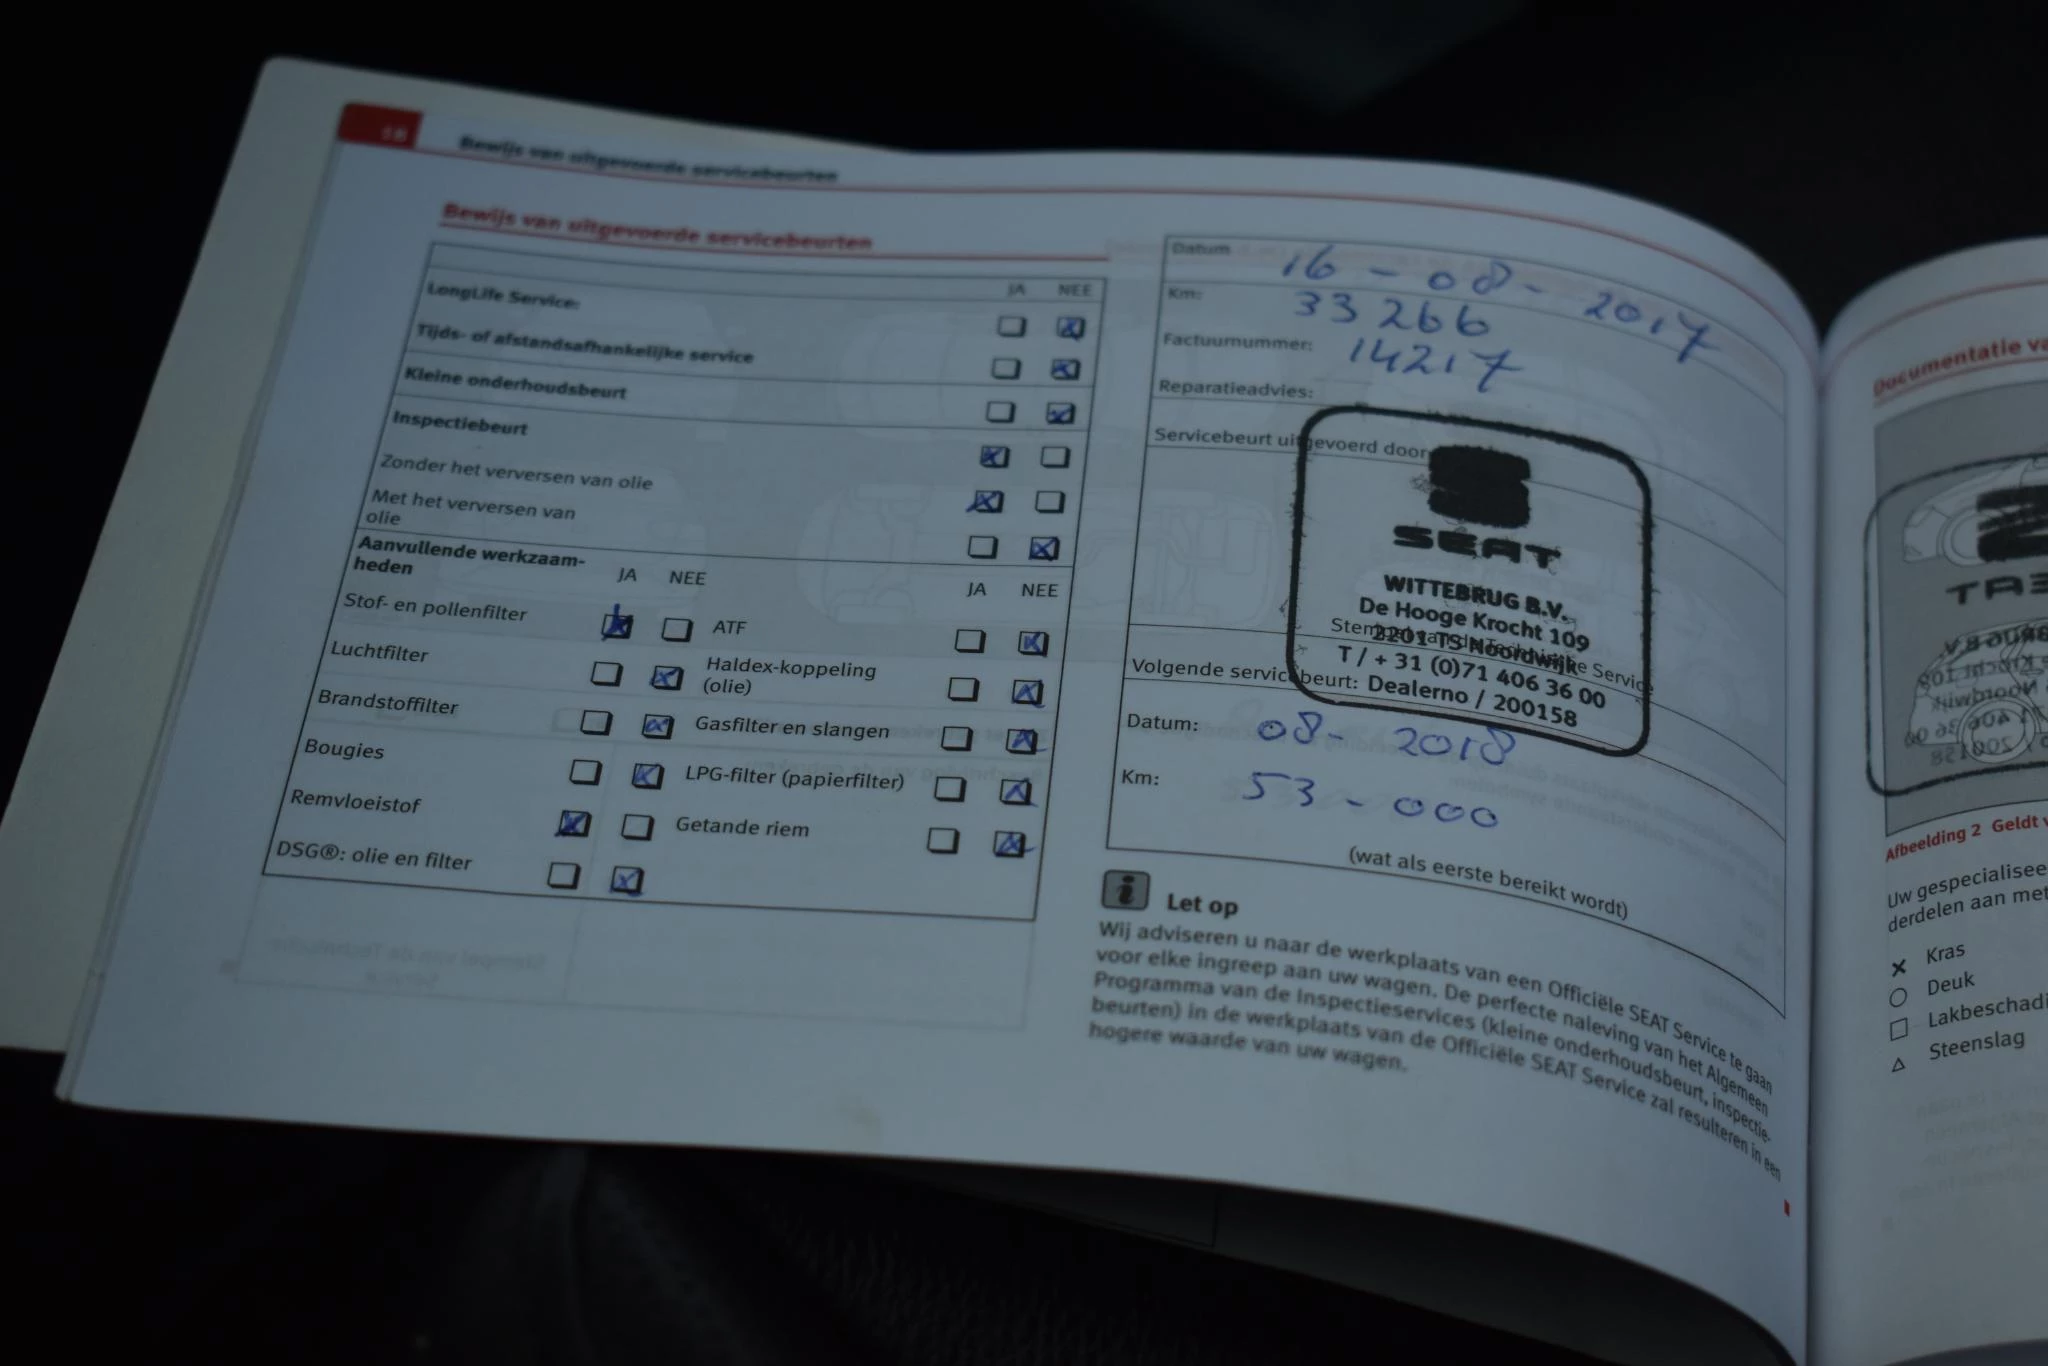 18
Bewijs van uitgevoerde servicebeurten
Bewijs van uitgevoerde servicebeurten
JA NEE
LongLife Service:
Tijds- of afstandsafhankelijke service
Kleine onderhoudsbeurt
Inspectiebeurt
Zonder het verversen van olie
Met het verversen van
olie
Aanvullende werkzaam-
heden
JA NEE
JA NEE
Stof- en pollenfilter
ATF
Luchtfilter
Haldex-koppeling
(olie)
Brandstoffilter
Gasfilter en slangen
Bougies
LPG-filter (papierfilter)
Remvloeistof
Getande riem
DSG®: olie en filter
Datum 16 - 08 - 2017
Km: 33266
Factuurnummer: 14217
Reparatieadvies:
Servicebeurt uitgevoerd door
SEAT
WITTEBRUG B.V.
De Hooge Krocht 109
2201 TS Noordwijk
T / + 31 (0)71 406 36 00
Dealerno / 200158
Stempel van de Technische Service
Volgende servicebeurt:
Datum: 08 - 2018
Km: 53 - 000
(wat als eerste bereikt wordt)
Let op
Wij adviseren u naar de werkplaats van een Officiële SEAT Service te gaan
voor elke ingreep aan uw wagen. De perfecte naleving van het Algemeen
Programma van de Inspectieservices (kleine onderhoudsbeurt, inspectie-
beurten) in de werkplaats van de Officiële SEAT Service zal resulteren in een
hogere waarde van uw wagen.
Documentatie
Afbeelding 2 Geldt
Uw
derdelen aan met
Kras
Deuk
Steenslag